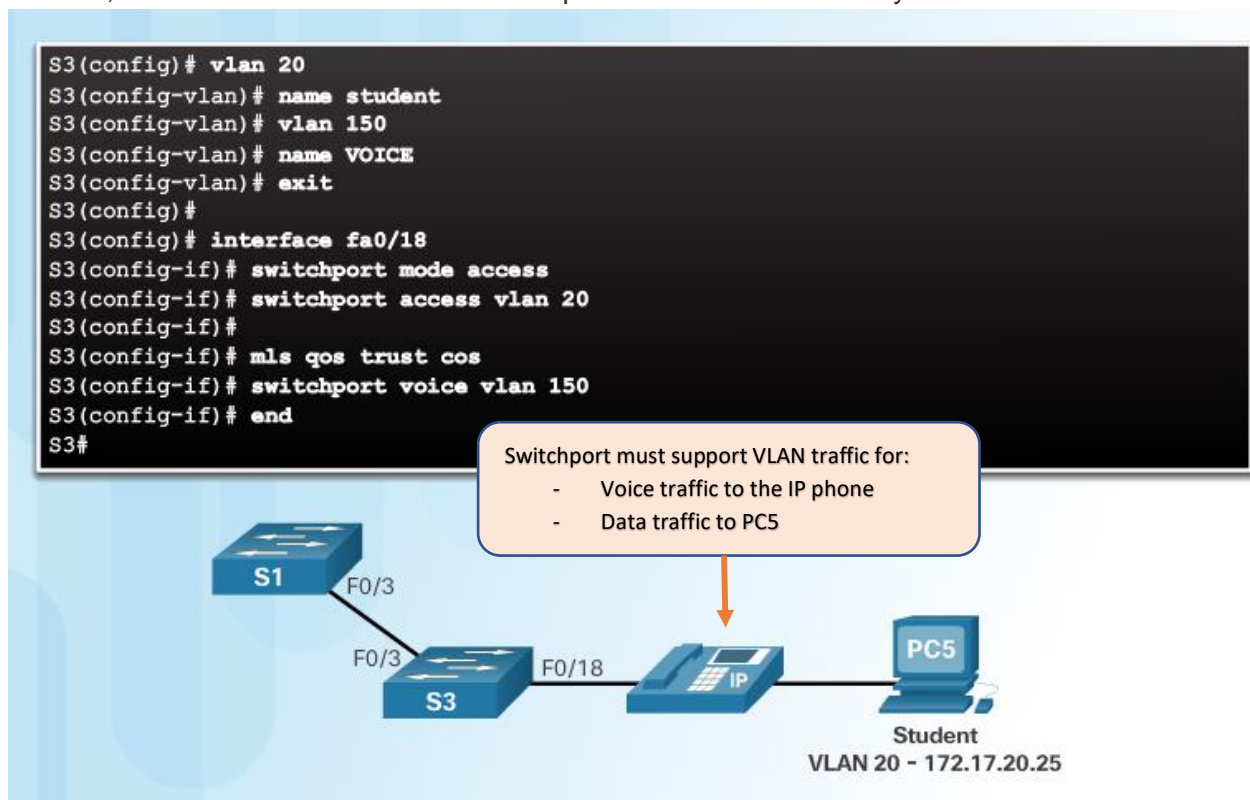 S3(config)# vlan 20
S3(config-vlan)# name student
S3(config-vlan)# vlan 150
S3(config-vlan)# name VOICE
S3(config-vlan)# exit
S3(config)#
S3(config)# interface fa0/18
S3(config-if)# switchport mode access
S3(config-if)# switchport access vlan 20
S3(config-if)#
S3(config-if)# mls qos trust cos
S3(config-if)# switchport voice vlan 150
S3(config-if)# end
S3#
Switchport must support VLAN traffic for:
- Voice traffic to the IP phone
- Data traffic to PC5
S1
F0/3
F0/3
S3
F0/18
IP
PC5
Student
VLAN 20 - 172.17.20.25